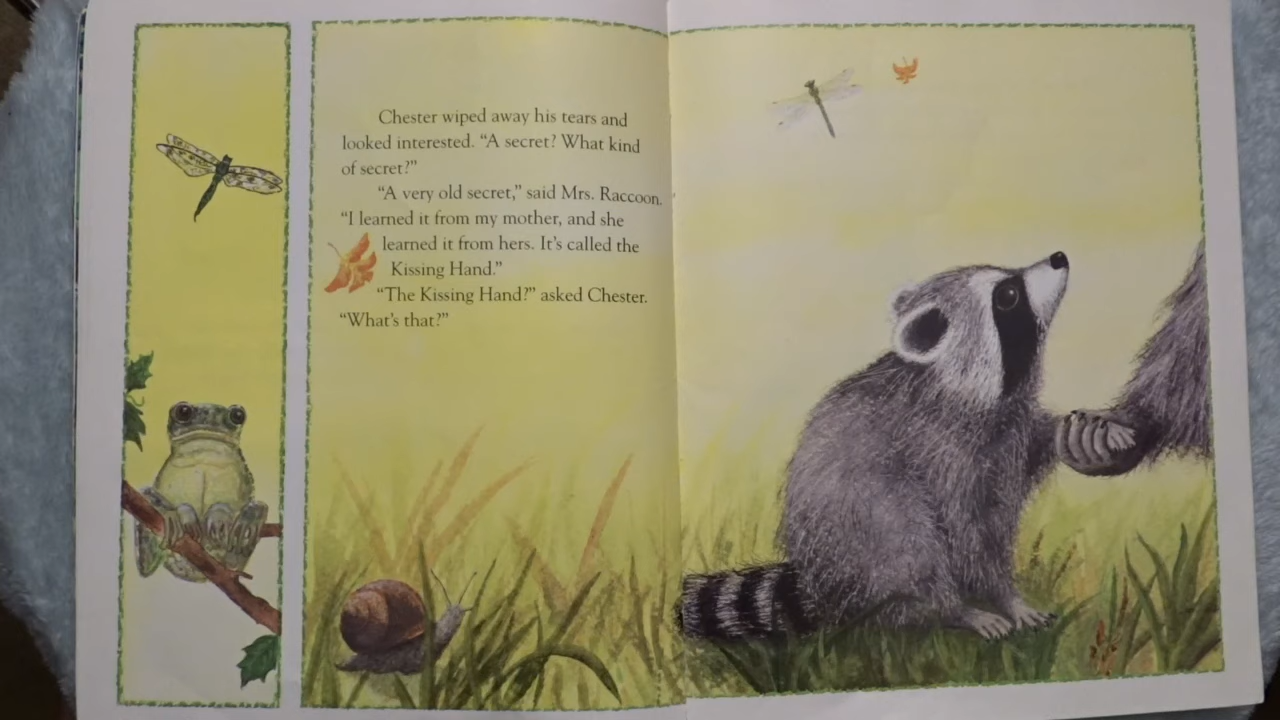 Chester wiped away his tears and
looked interested. “A secret? What kind
of secret?”
“A very old secret,” said Mrs. Raccoon.
“I learned it from my mother, and she
learned it from hers. It’s called the
Kissing Hand.”
“The Kissing Hand?” asked Chester.
“What’s that?”